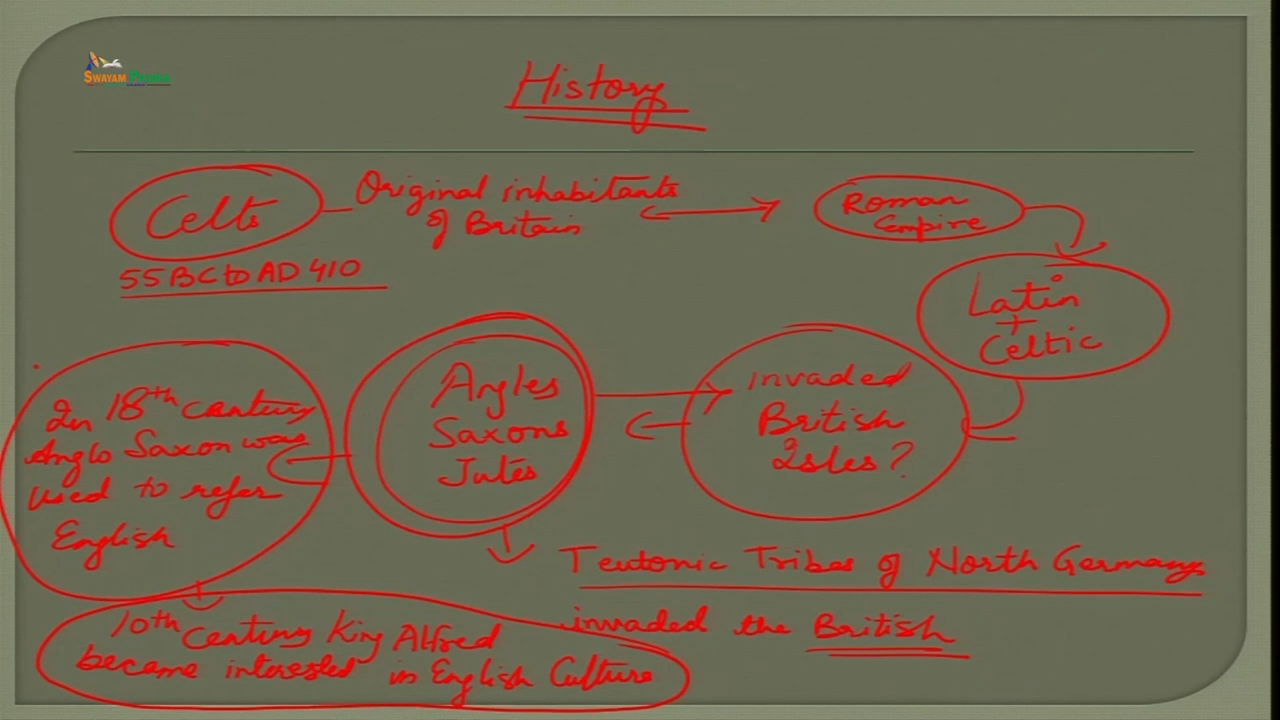 SWAYAM Prabha
History
Celts
Original inhabitants
of Britain
Roman
Empire
55 BC to AD 410
Latin
+
Celtic
invaded
British
Isles?
Angles
Saxons
Jutes
In 18th century
Anglo Saxon was
used to refer
English
Teutonic Tribes of North Germany
invaded the British
10th century King Alfred
became interested in English Culture